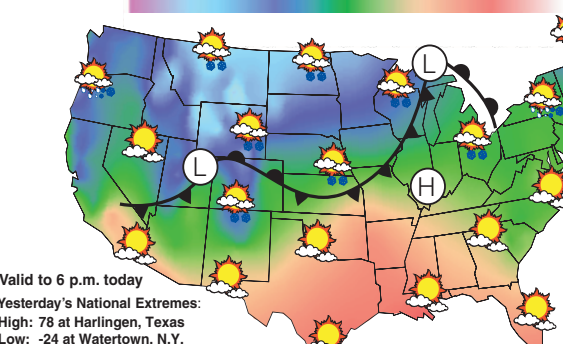 L
L
H
Valid to 6 p.m. today
Yesterday's National Extremes:
High: 78 at Harlingen, Texas
Low: -24 at Watertown, N.Y.